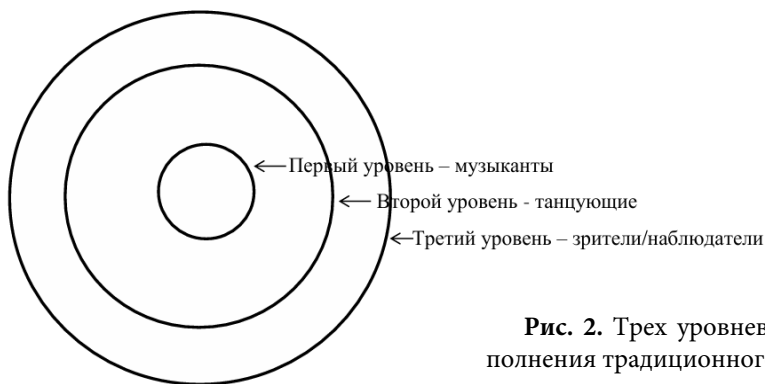 Первый уровень – музыканты
Второй уровень - танцующие
Третий уровень – зрители/наблюдатели
Рис. 2. Трех уровнев
полнения традиционног